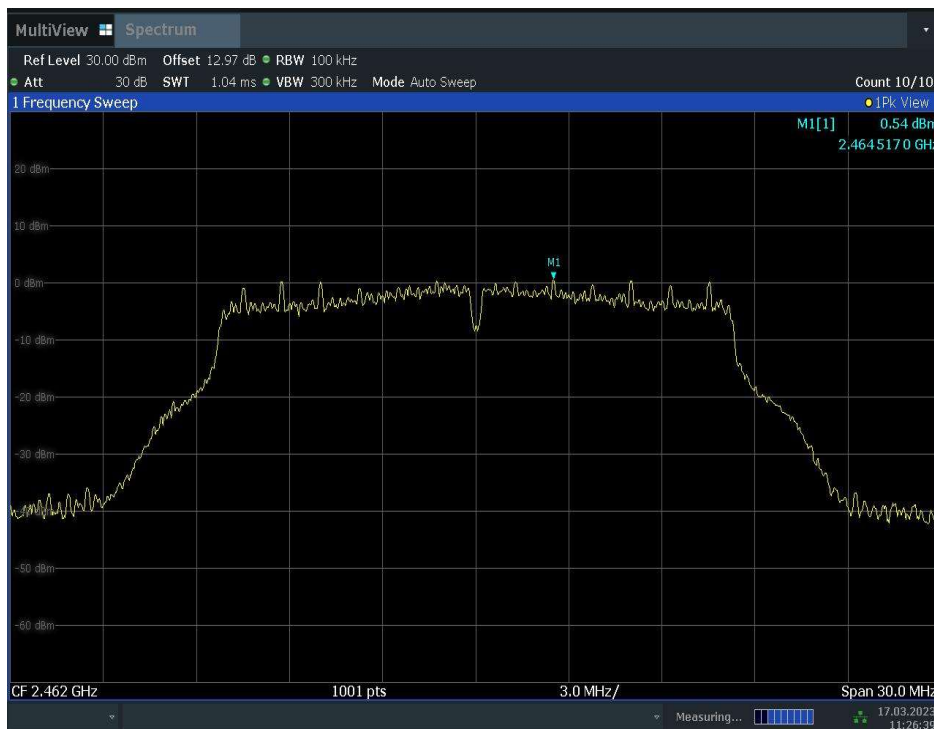 MultiView Spectrum
Ref Level 30.00 dBm Offset 12.97 dB RBW 100 kHz
Att 30 dB SWT 1.04 ms VBW 300 kHz Mode Auto Sweep Count 10/10
1 Frequency Sweep 1Pk View
M1[1] 0.54 dBm
2.4645170 GHz
20 dBm
10 dBm
M1
0 dBm
-10 dBm
-20 dBm
-30 dBm
-50 dBm
-60 dBm
CF 2.462 GHz 1001 pts 3.0 MHz/ Span 30.0 MHz
Measuring... 17.03.2023
11:26:39